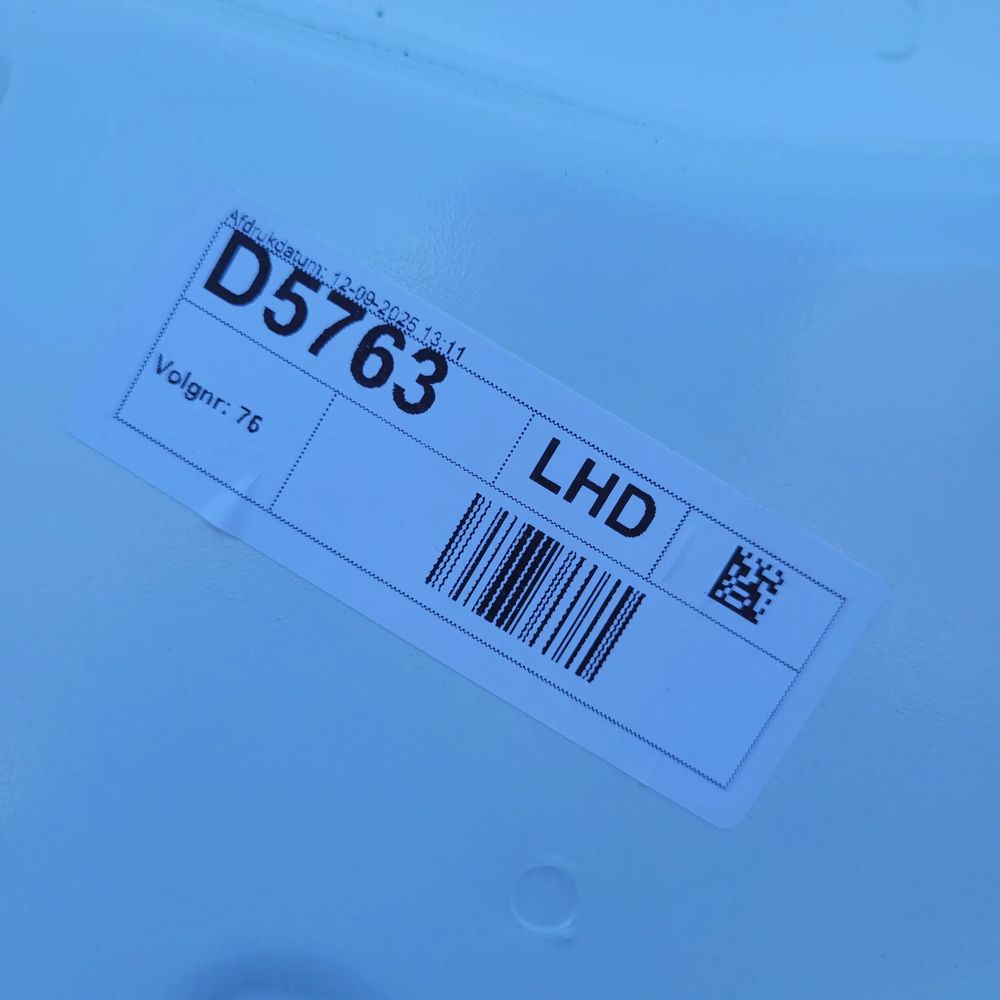 Afdrukdatum: 12-09-2025 13:11
D5763
LHD
Volgnr: 76